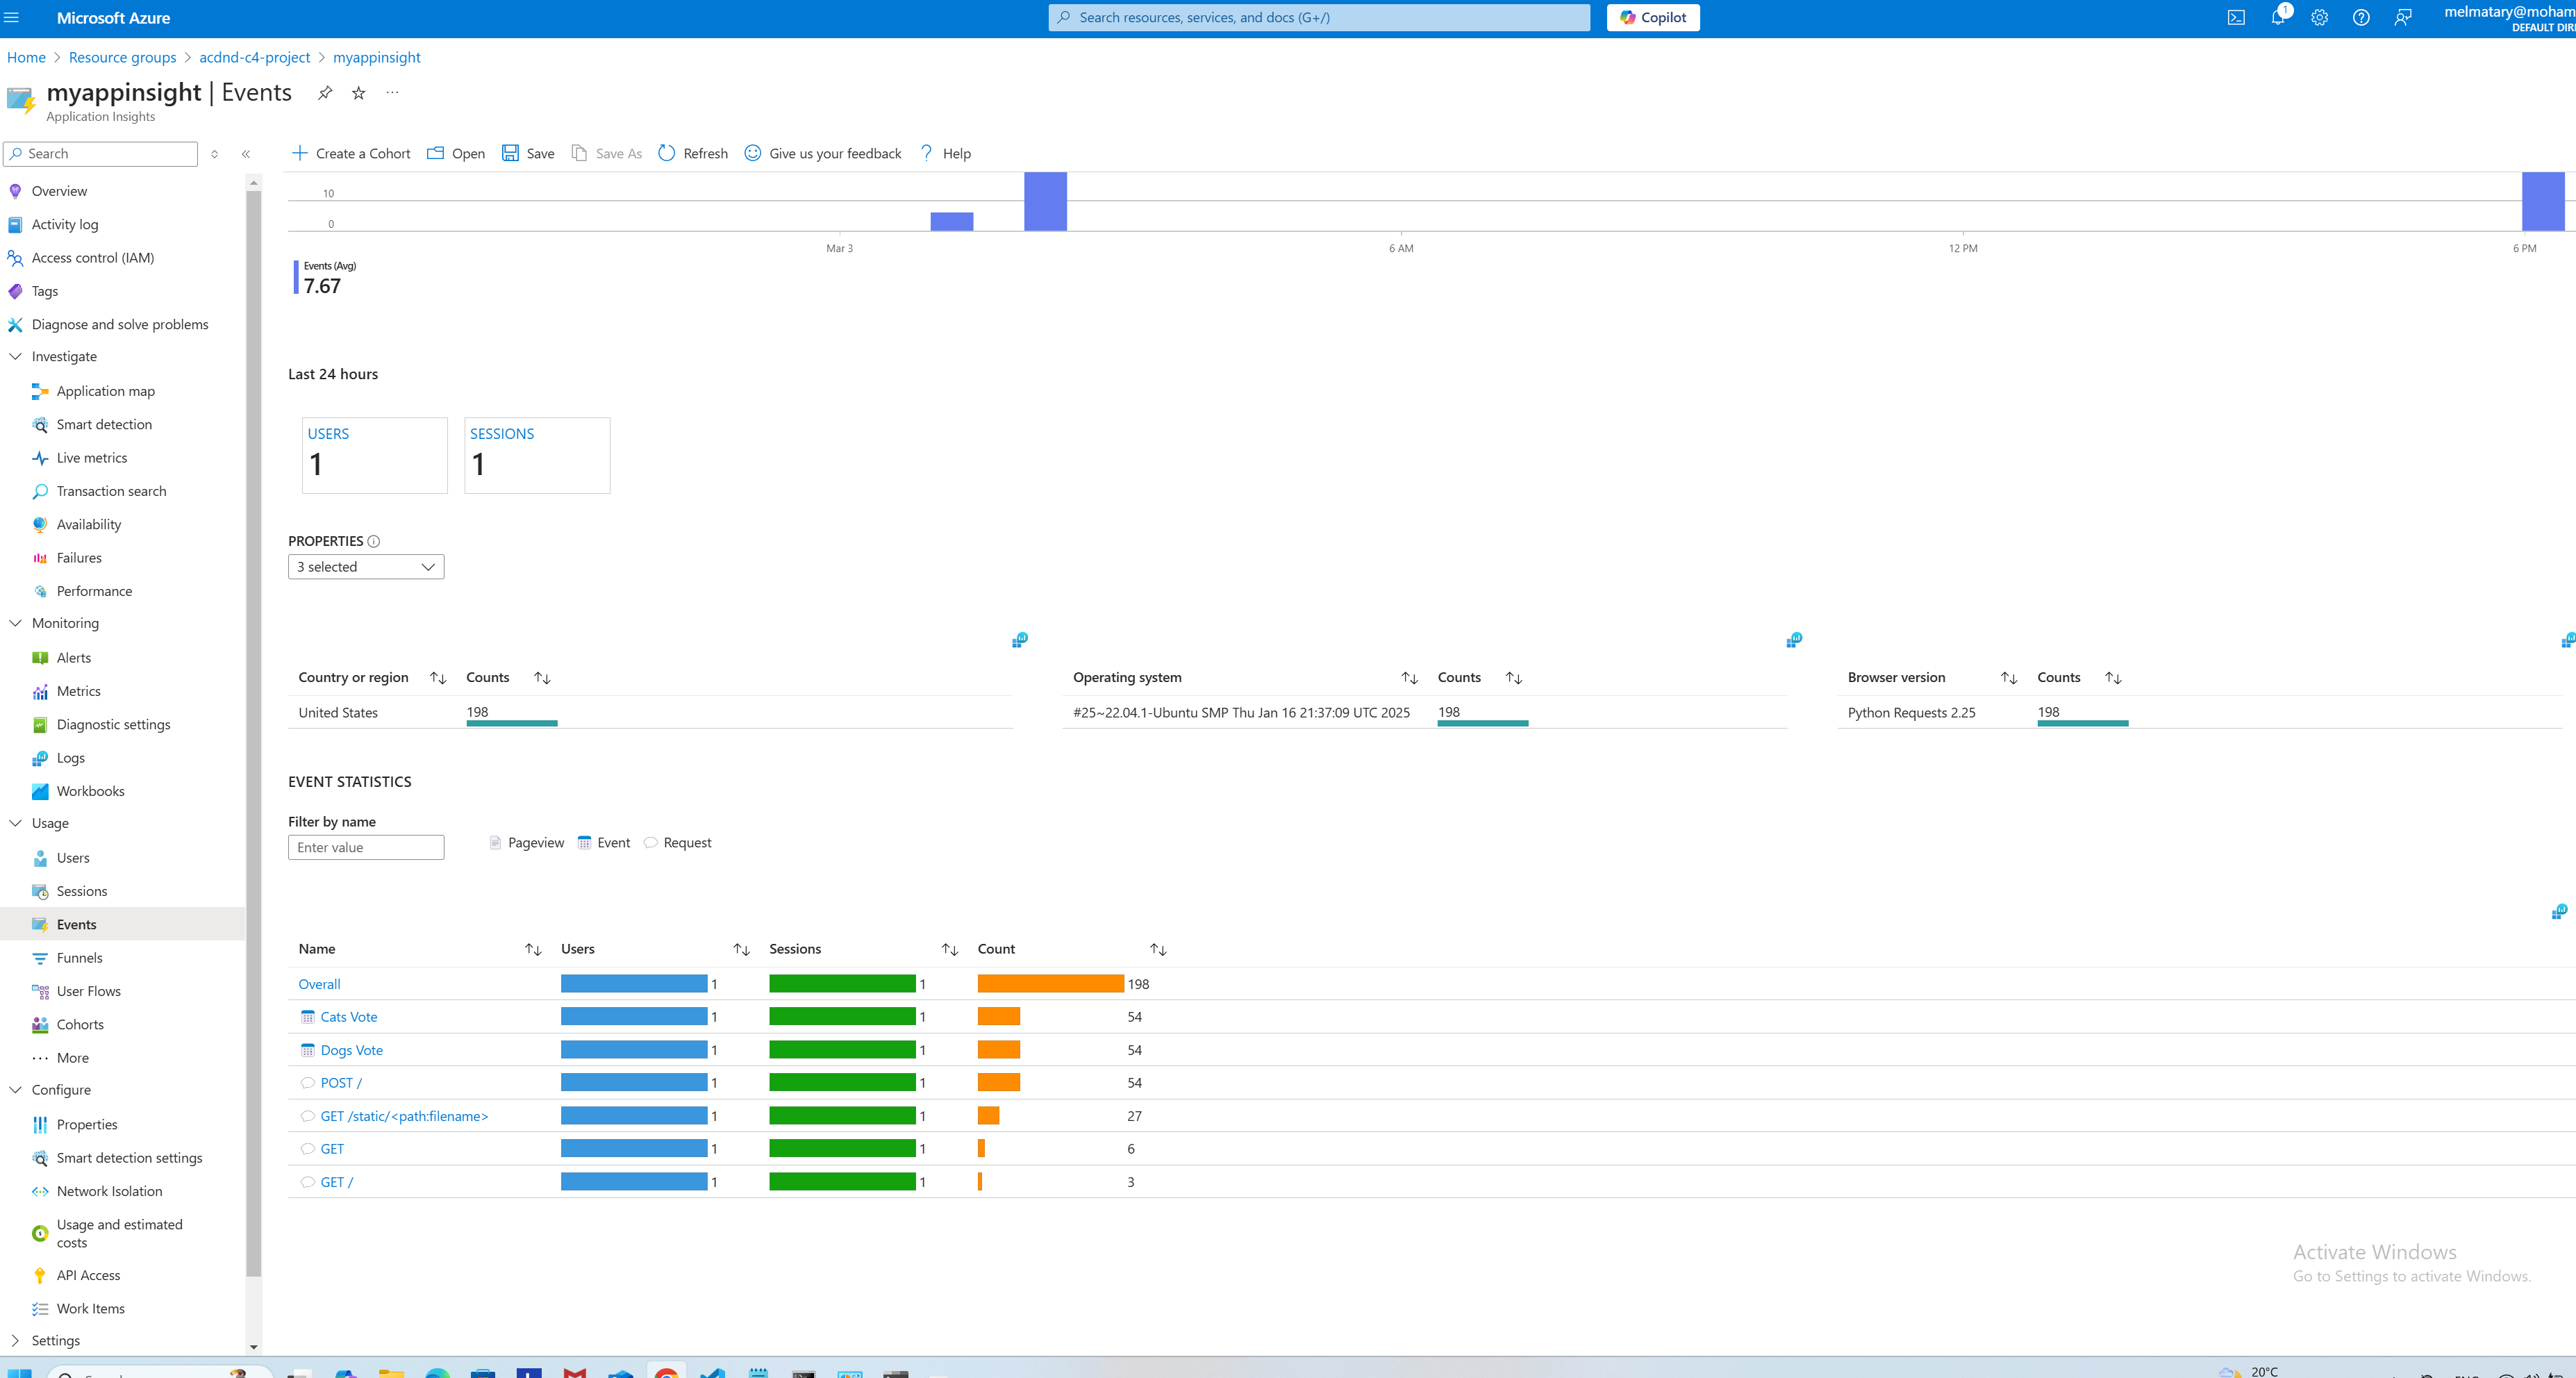 Microsoft Azure
Search resources, services, and docs (G+/)
Copilot
1
melmatary@moham
DEFAULT DIR
Home > Resource groups > acdnd-c4-project > myappinsight
myappinsight | Events
Application Insights
Search
Create a Cohort
Open
Save
Save As
Refresh
Give us your feedback
Help
Overview
Activity log
Access control (IAM)
Tags
Diagnose and solve problems
Investigate
Application map
Smart detection
Live metrics
Transaction search
Availability
Failures
Performance
Monitoring
Alerts
Metrics
Diagnostic settings
Logs
Workbooks
Usage
Users
Sessions
Events
Funnels
User Flows
Cohorts
More
Configure
Properties
Smart detection settings
Network Isolation
Usage and estimated
costs
API Access
Work Items
Settings
10
0
Mar 3
6 AM
12 PM
6 PM
Events (Avg)
7.67
Last 24 hours
USERS
1
SESSIONS
1
PROPERTIES
3 selected
Country or region Counts
United States 198
Operating system Counts
#25~22.04.1-Ubuntu SMP Thu Jan 16 21:37:09 UTC 2025 198
Browser version Counts
Python Requests 2.25 198
EVENT STATISTICS
Filter by name
Enter value
Pageview Event Request
Name Users Sessions Count
Overall 1 1 198
Cats Vote 1 1 54
Dogs Vote 1 1 54
POST / 1 1 54
GET /static/<path:filename> 1 1 27
GET 1 1 6
GET / 1 1 3
Activate Windows
Go to Settings to activate Windows.
20°C